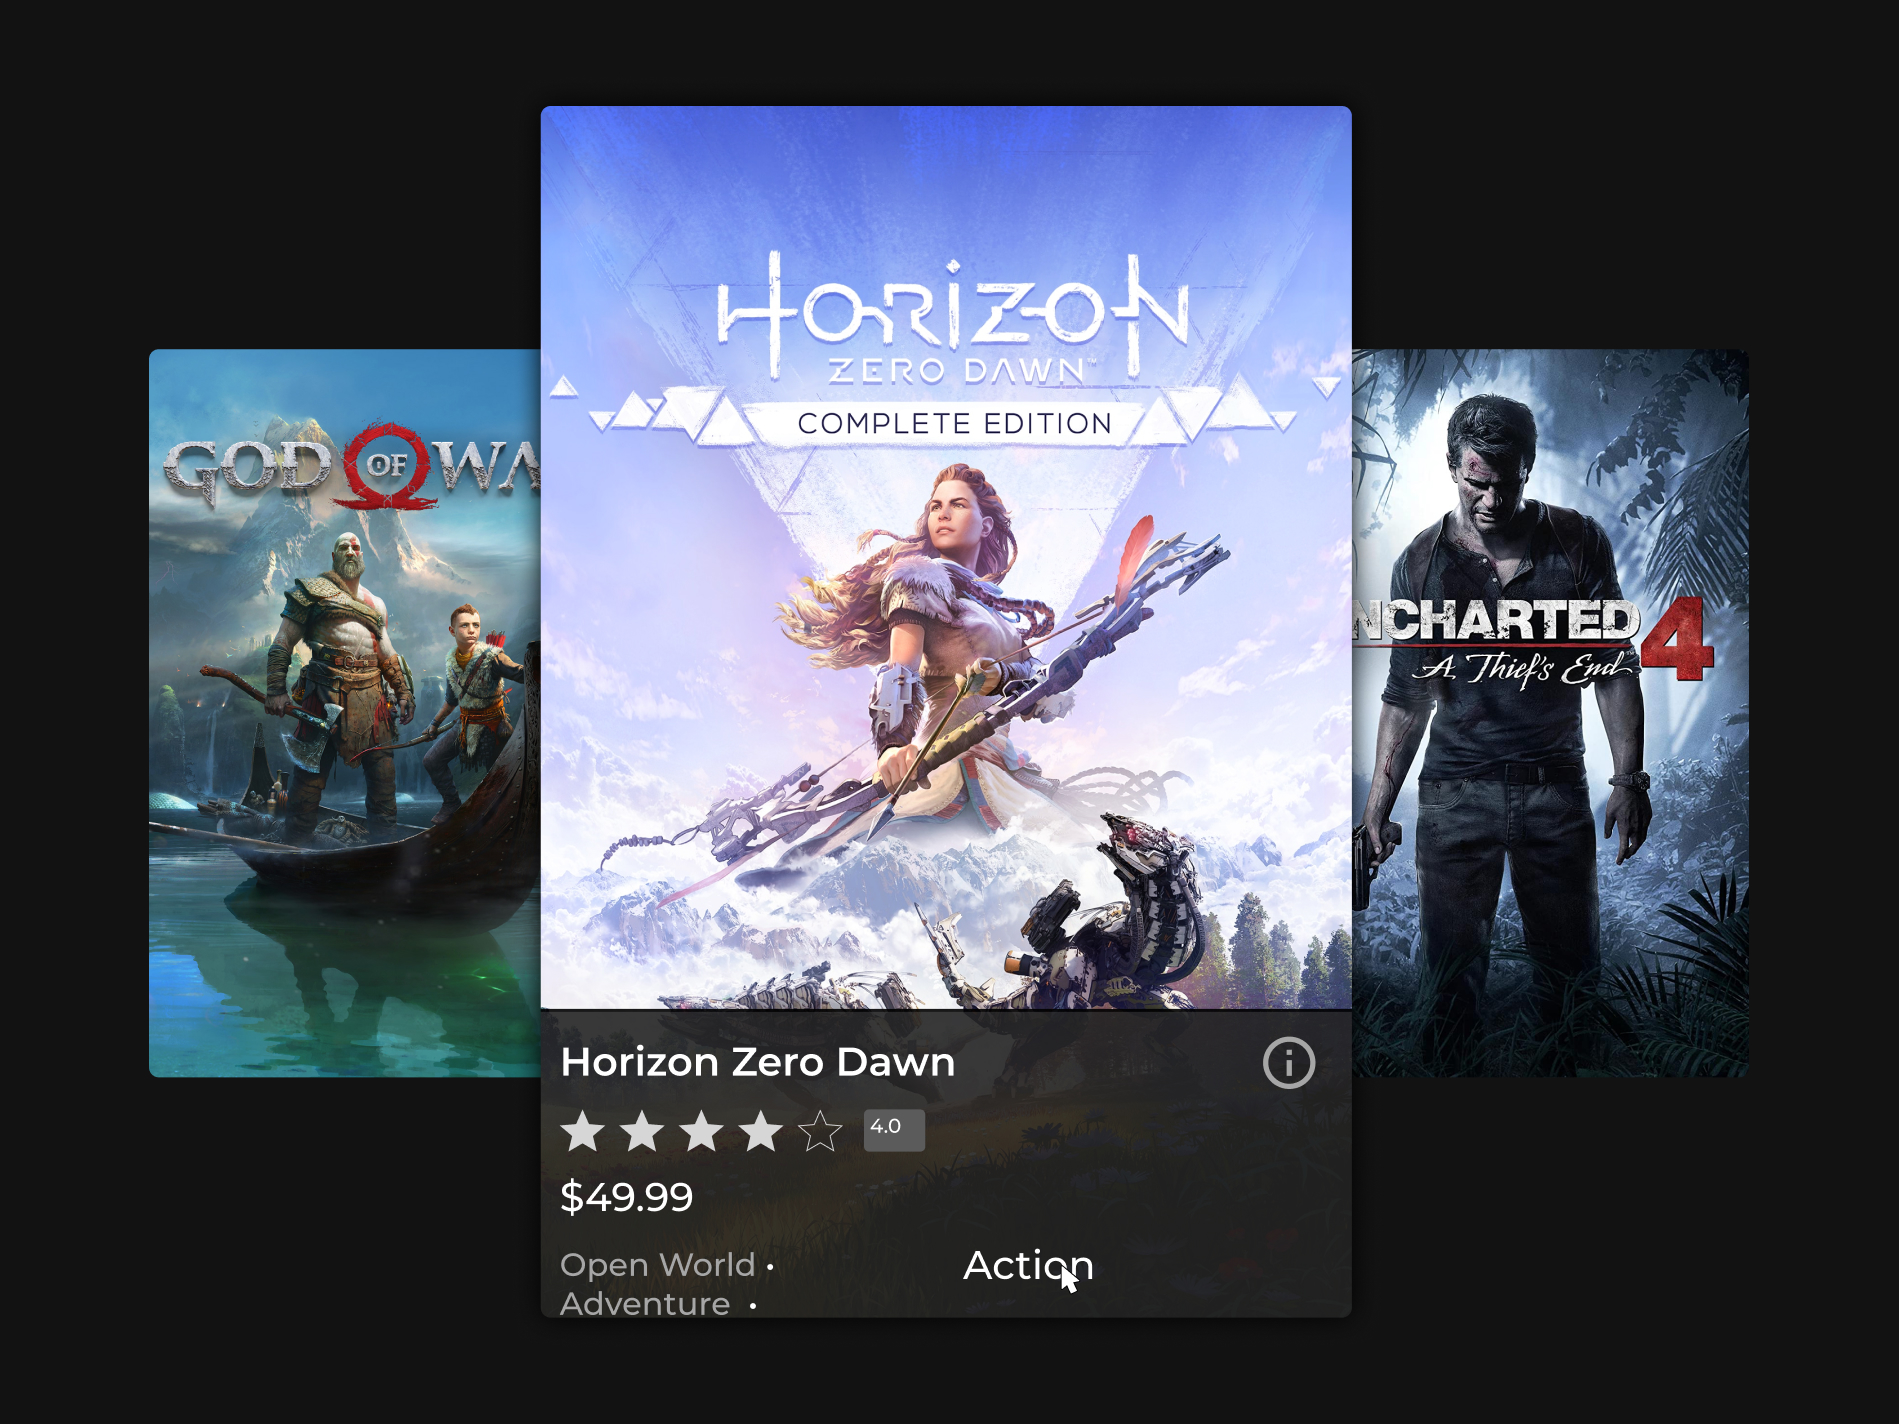 GOD OF WA
HORIZON
ZERO DAWN™
COMPLETE EDITION
NCHARTED 4
A Thief's End™
Horizon Zero Dawn
4.0
$49.99
Open World • Action
Adventure •